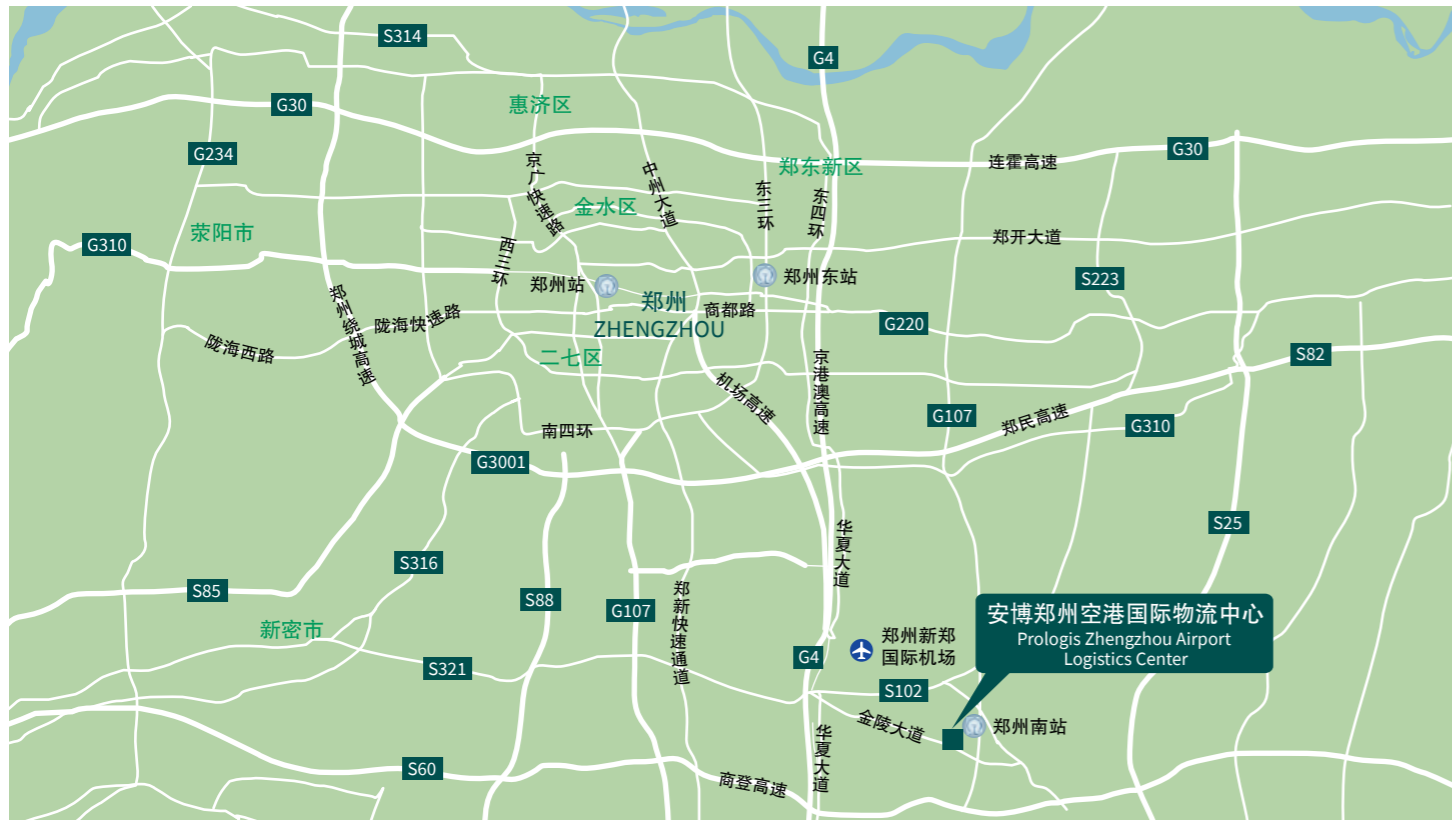 S314
G4
G30
惠济区
G234
京广快速路
中州大道
郑东新区
连霍高速
G30
东三环
东四环
金水区
荥阳市
G310
西三环
郑开大道
郑州站
郑州东站
S223
郑州绕城高速
陇海快速路
郑州
ZHENGZHOU
商都路
G220
陇海西路
二七区
京港澳高速
S82
机场高速
G107
郑民高速
G310
南四环
G3001
S25
华夏大道
S316
S85
S88
G107
郑新快速通道
新密市
S321
G4
郑州新郑
国际机场
安博郑州空港国际物流中心
Prologis Zhengzhou Airport
Logistics Center
S102
金陵大道
郑州南站
华夏大道
S60
商登高速